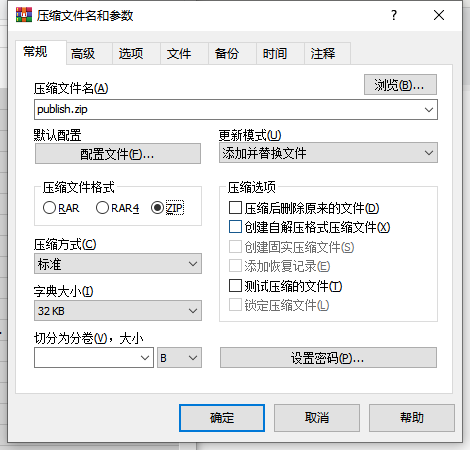 压缩文件名和参数
常规 高级 选项 文件 备份 时间 注释
压缩文件名(A)
浏览(B)...
publish.zip
默认配置
更新模式(U)
配置文件(F)...
添加并替换文件
压缩文件格式
RAR RAR4 ZIP
压缩选项
压缩后删除原来的文件(D)
创建自解压格式压缩文件(X)
创建固实压缩文件(S)
添加恢复记录(E)
测试压缩的文件(T)
锁定压缩文件(L)
压缩方式(C)
标准
字典大小(I)
32 KB
切分为分卷(V)，大小
B
设置密码(P)...
确定 取消 帮助